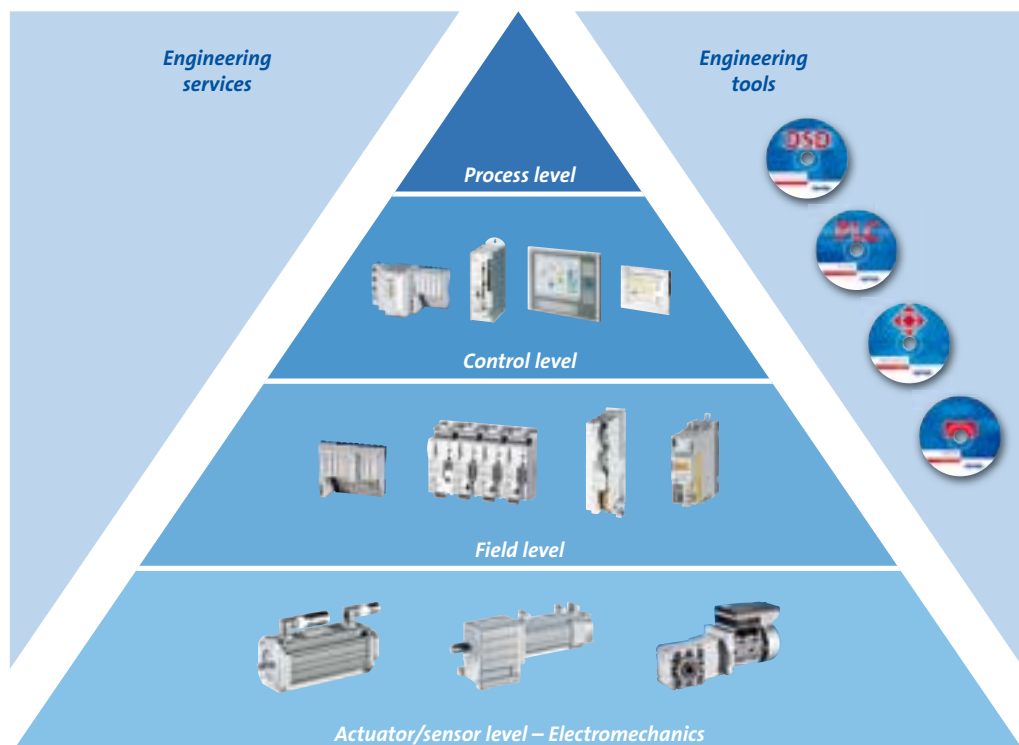 Engineering
services
Engineering
tools
DSD
PLC
Process level
Control level
Field level
Actuator/sensor level – Electromechanics